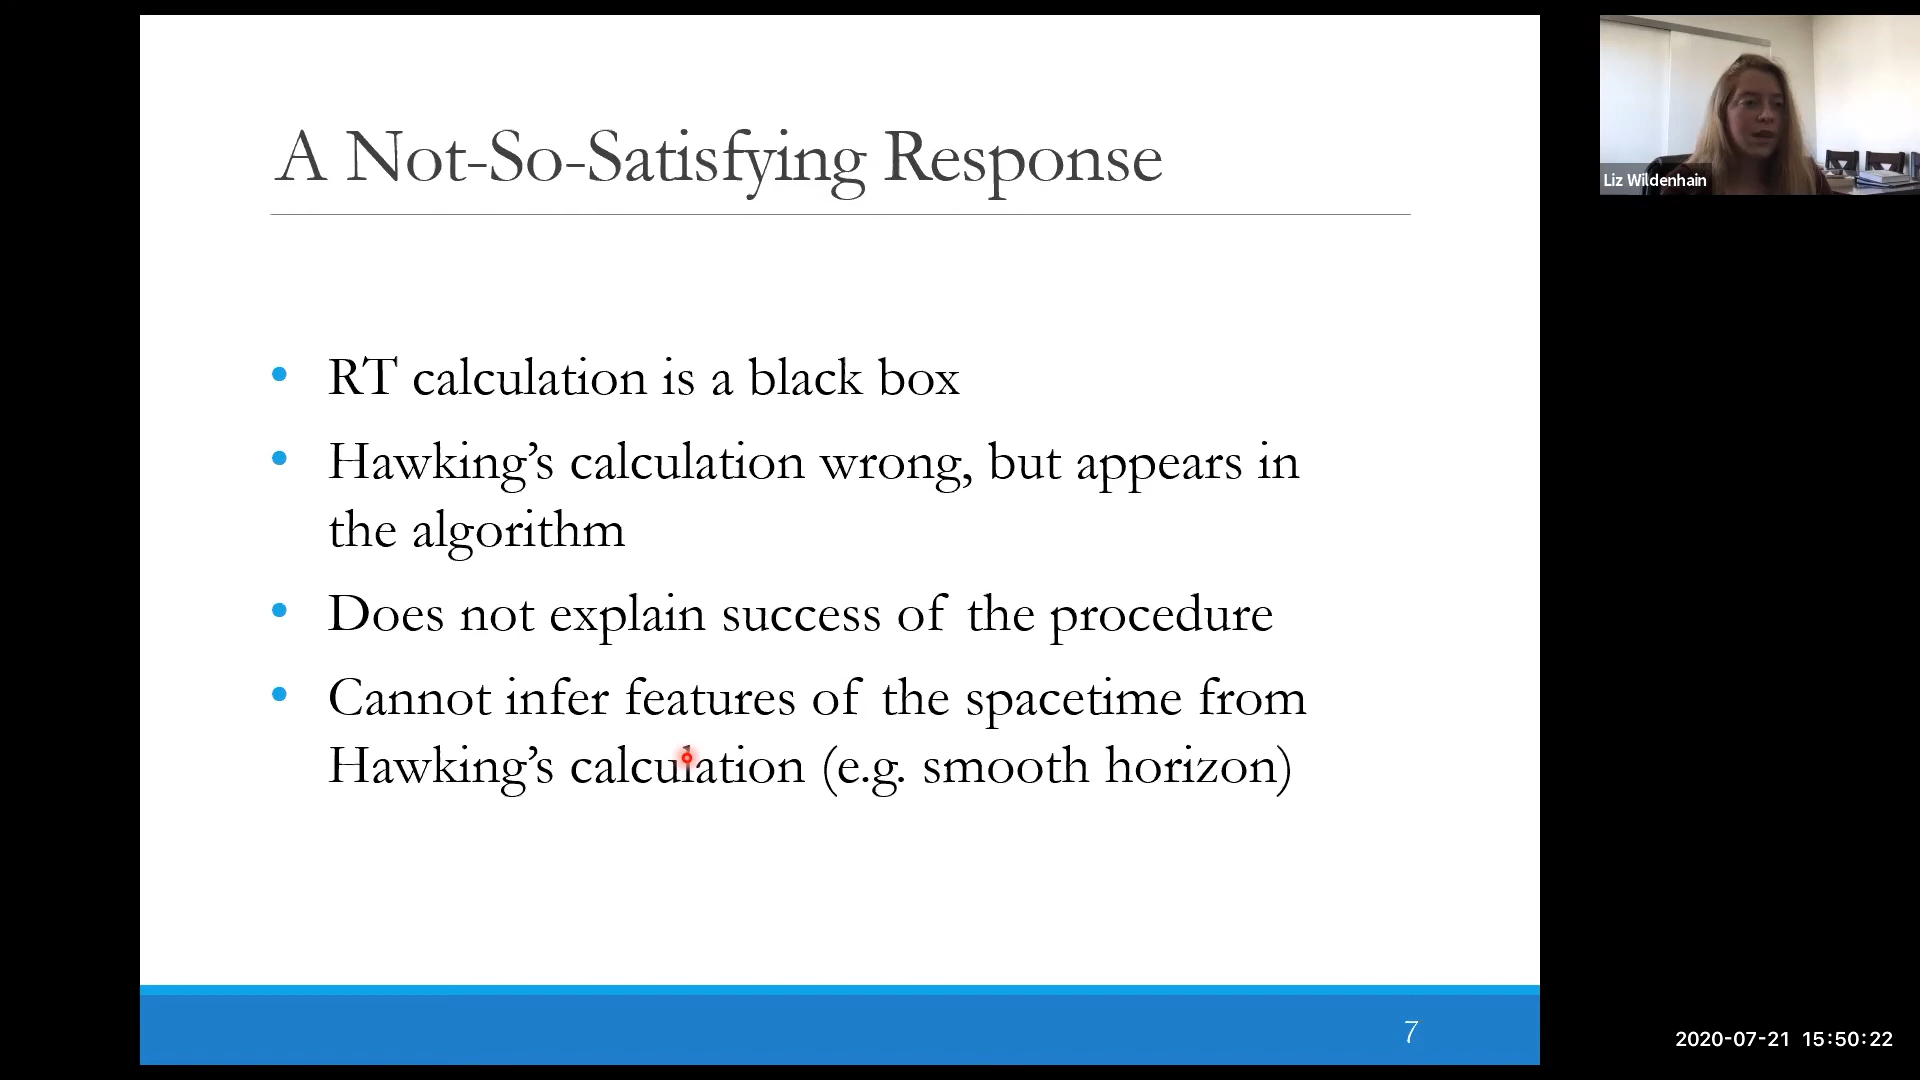 A Not-So-Satisfying Response
• RT calculation is a black box
• Hawking’s calculation wrong, but appears in
the algorithm
• Does not explain success of the procedure
• Cannot infer features of the spacetime from
Hawking’s calculation (e.g. smooth horizon)
7
Liz Wildenhain
2020-07-21 15:50:22